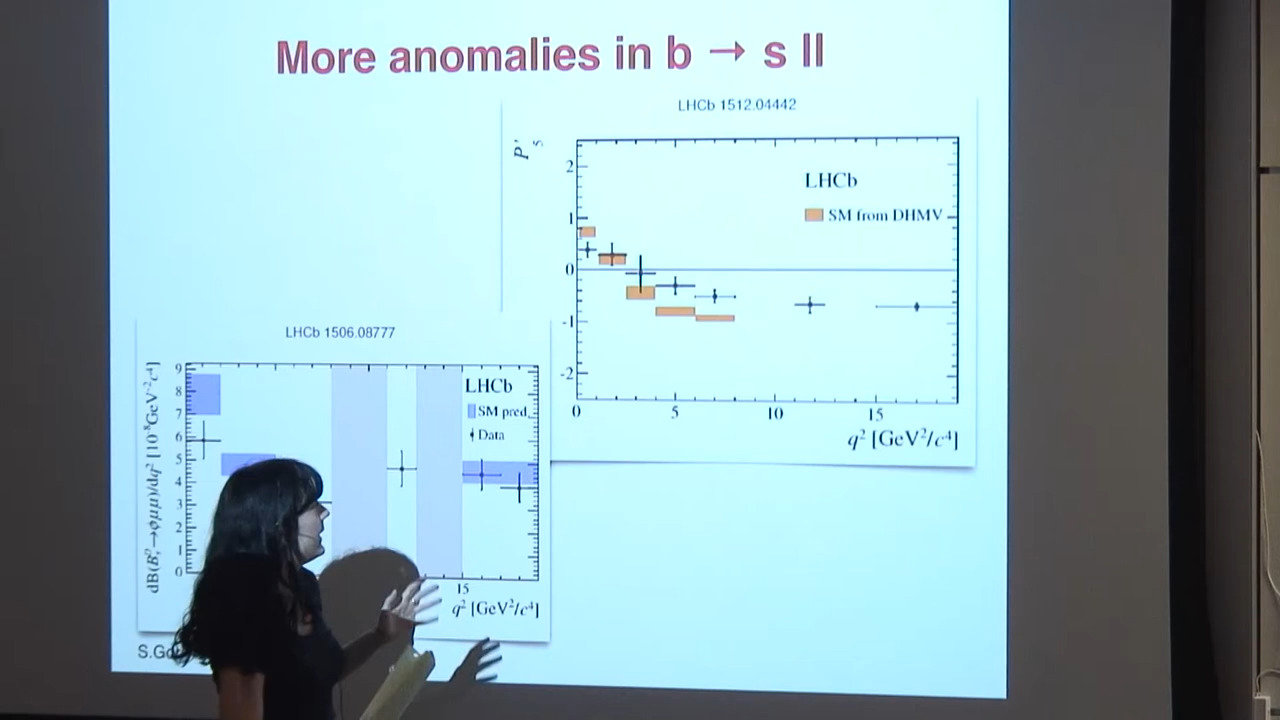 More anomalies in b → s ll
LHCb 1512.04442
P'5
2
1
0
-1
-2
LHCb
SM from DHMV
0 5 10 15
q² [GeV²/c⁴]
LHCb 1506.08777
dB(B⁰s→ϕμμ)/dq² [10⁻⁸GeV⁻²c⁴]
9
8
7
6
5
4
3
2
1
0
LHCb
SM pred.
Data
15
q² [GeV²/c⁴]